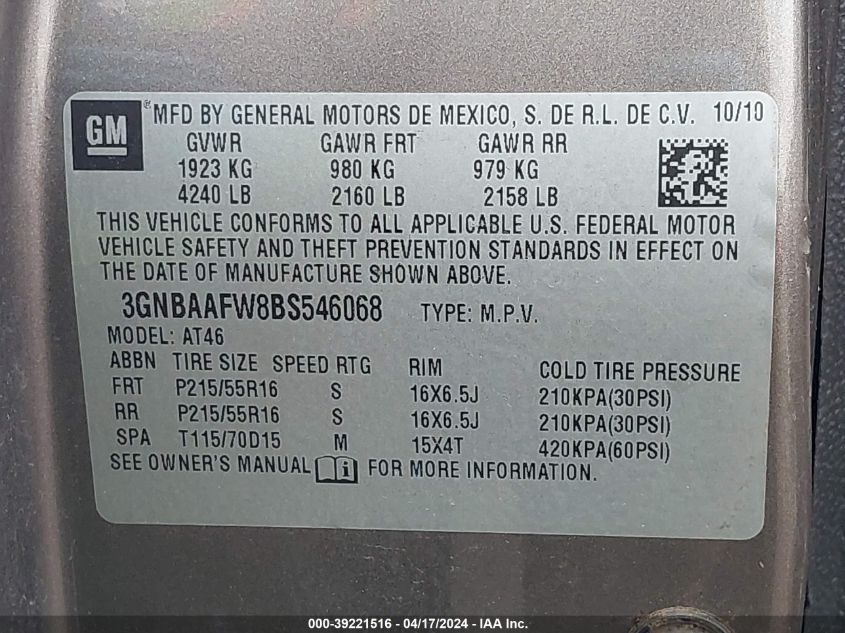 GM ® MFD BY GENERAL MOTORS DE MEXICO, S. DE R.L. DE C.V. 10/10
GVWR GAWR FRT GAWR RR
1923 KG 980 KG 979 KG
4240 LB 2160 LB 2158 LB
THIS VEHICLE CONFORMS TO ALL APPLICABLE U.S. FEDERAL MOTOR
VEHICLE SAFETY AND THEFT PREVENTION STANDARDS IN EFFECT ON
THE DATE OF MANUFACTURE SHOWN ABOVE.
3GNBAAFW8BS546068 TYPE: M.P.V.
MODEL: AT46
ABBN TIRE SIZE SPEED RTG RIM COLD TIRE PRESSURE
FRT P215/55R16 S 16X6.5J 210KPA(30PSI)
RR P215/55R16 S 16X6.5J 210KPA(30PSI)
SPA T115/70D15 M 15X4T 420KPA(60PSI)
SEE OWNER'S MANUAL i FOR MORE INFORMATION.
000-39221516 - 04/17/2024 - IAA Inc.